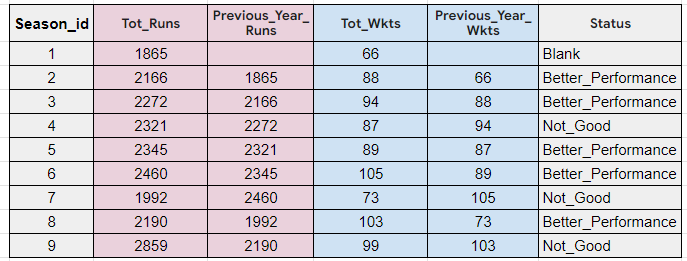 Season_id Tot_Runs Previous_Year_Runs Tot_Wkts Previous_Year_Wkts Status
1 1865 66 Blank
2 2166 1865 88 66 Better_Performance
3 2272 2166 94 88 Better_Performance
4 2321 2272 87 94 Not_Good
5 2345 2321 89 87 Better_Performance
6 2460 2345 105 89 Better_Performance
7 1992 2460 73 105 Not_Good
8 2190 1992 103 73 Better_Performance
9 2859 2190 99 103 Not_Good